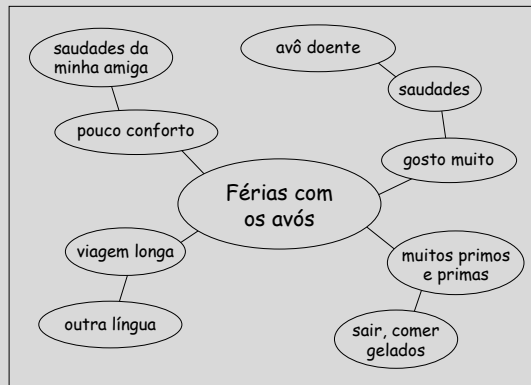 saudades da
minha amiga
avô doente
saudades
pouco conforto
gosto muito
Férias com
os avós
viagem longa
muitos primos
e primas
outra língua
sair, comer
gelados